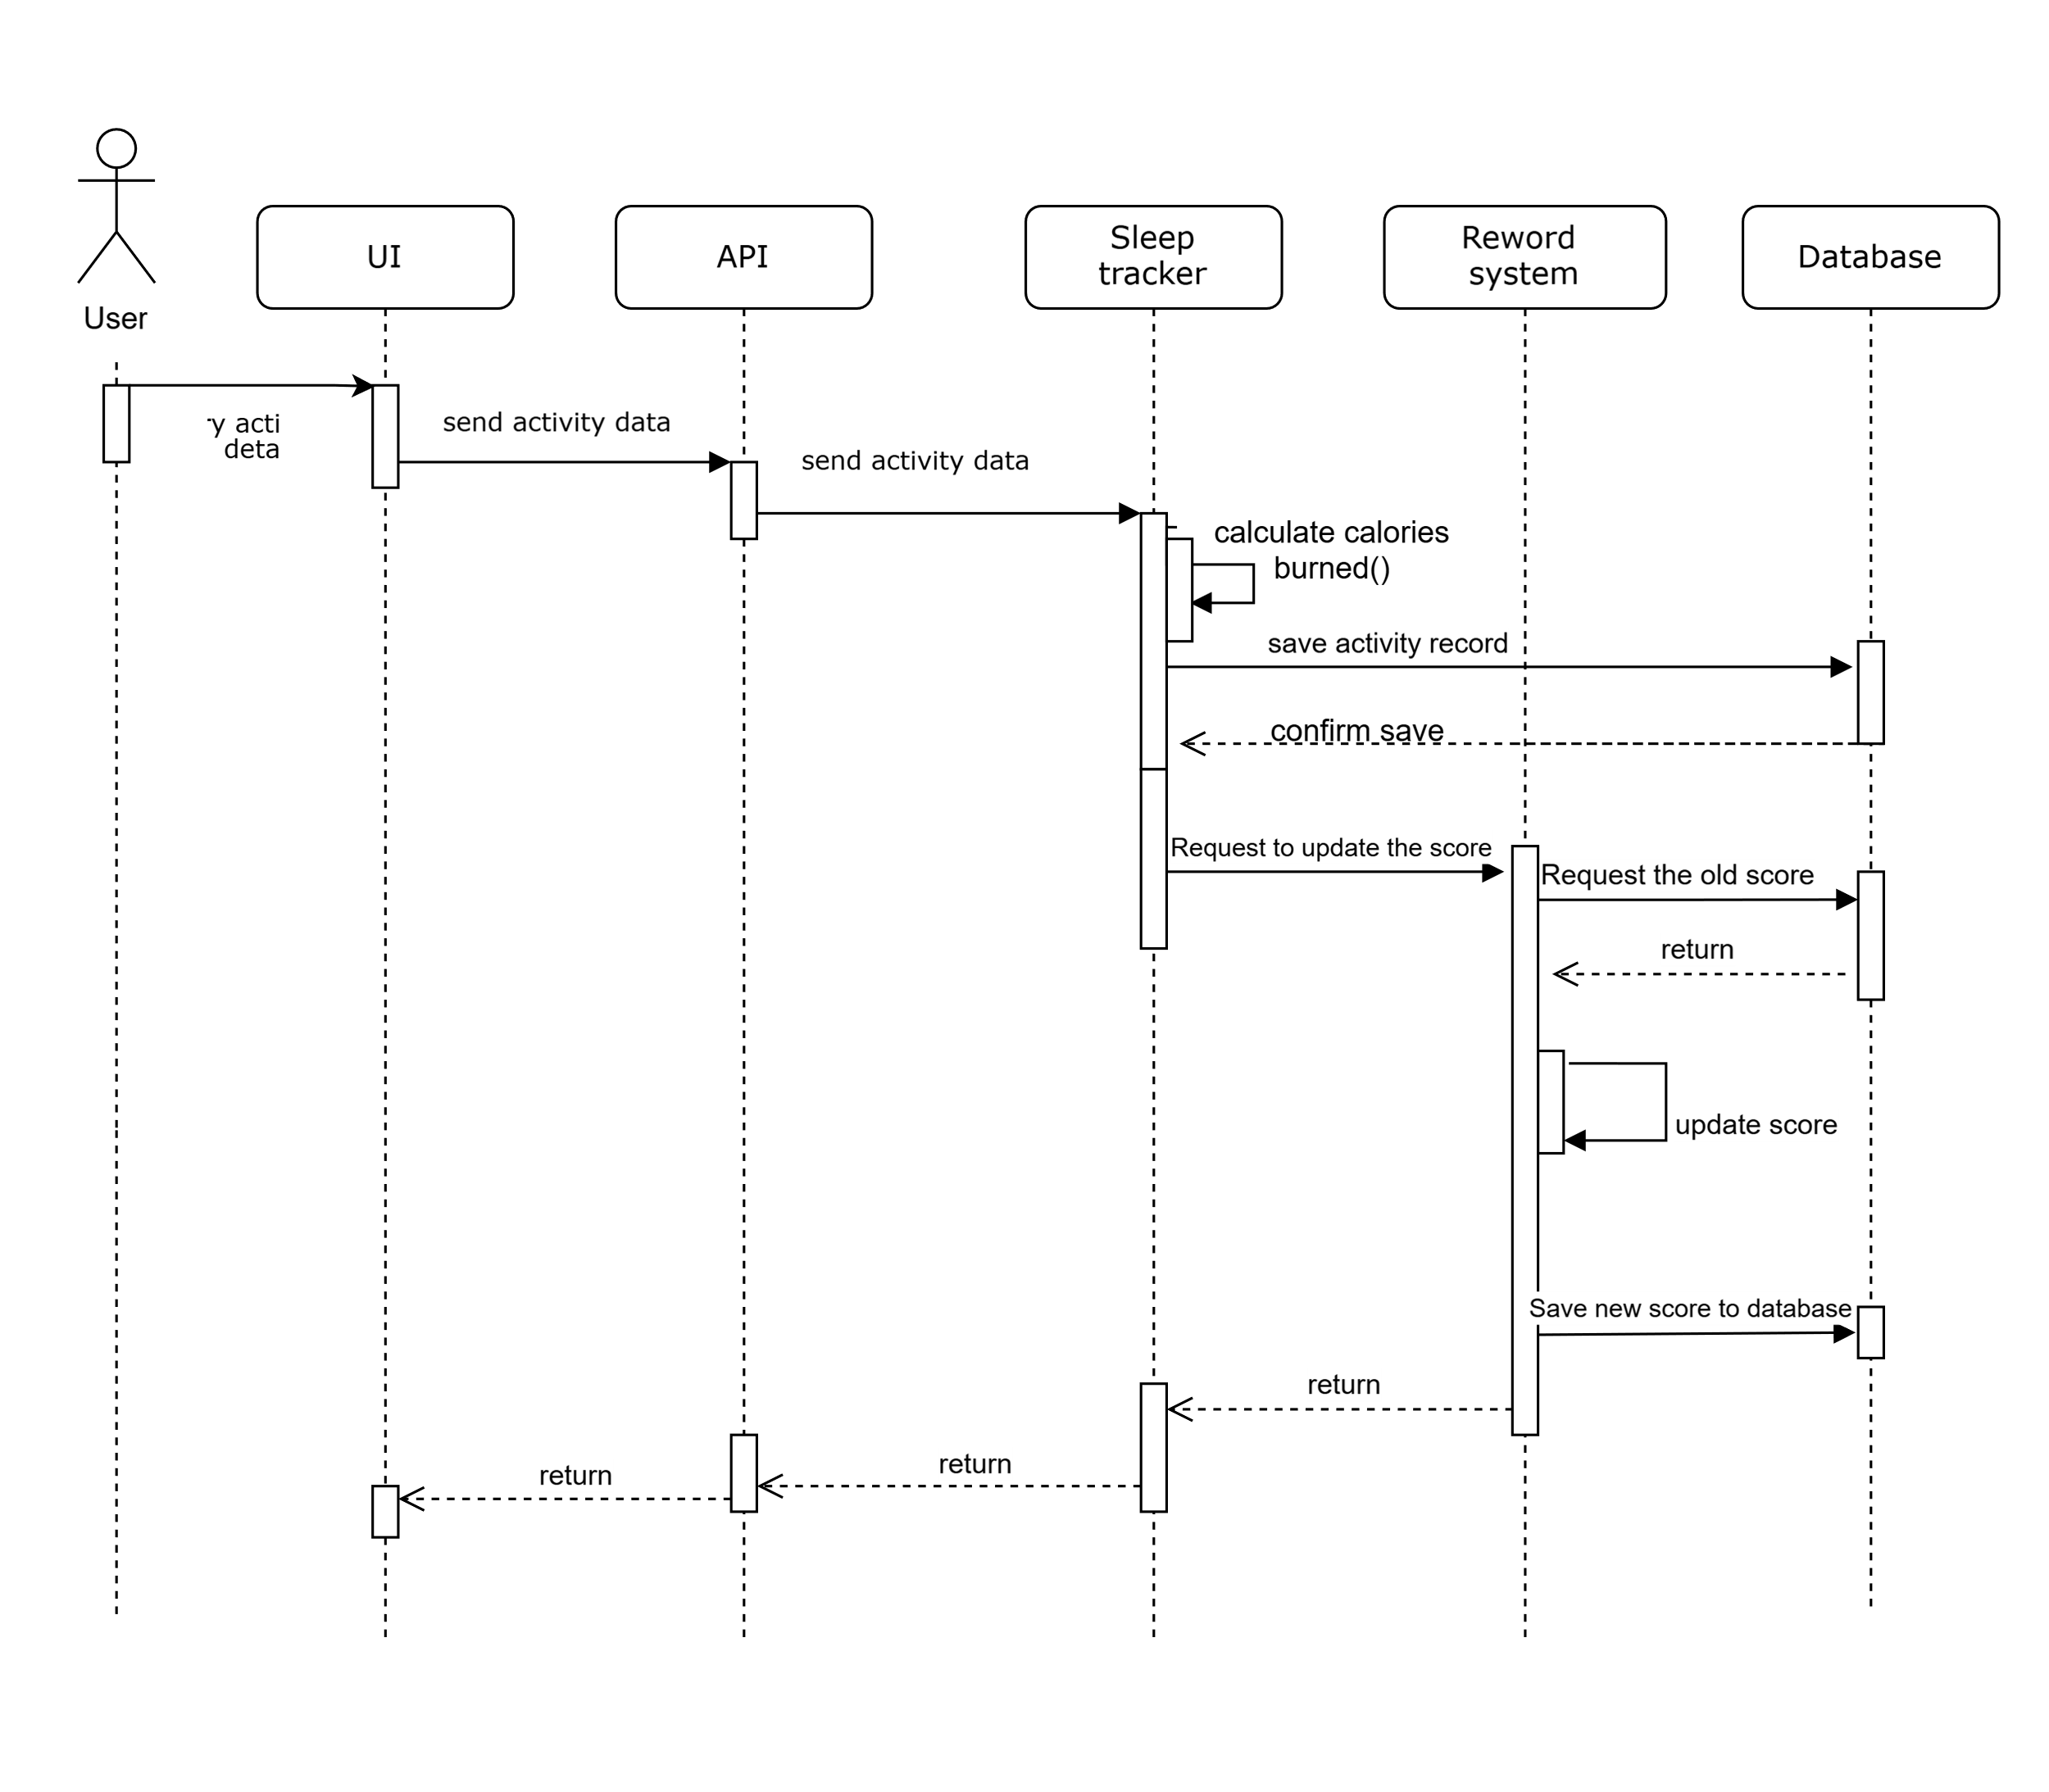 User
UI
API
Sleep
tracker
Reword
system
Database
y acti
deta
send activity data
send activity data
calculate calories
burned()
save activity record
confirm save
Request to update the score
Request the old score
return
update score
Save new score to database
return
return
return